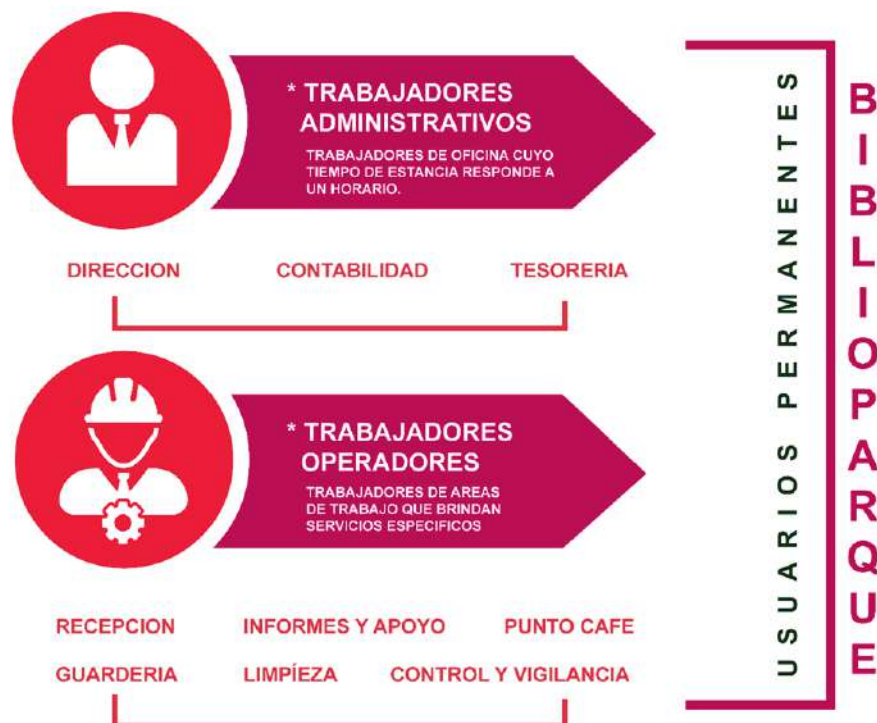 * TRABAJADORES
ADMINISTRATIVOS
TRABAJADORES DE OFICINA CUYO
TIEMPO DE ESTANCIA RESPONDE A
UN HORARIO.
DIRECCION CONTABILIDAD TESORERIA
* TRABAJADORES
OPERADORES
TRABAJADORES DE AREAS
DE TRABAJO QUE BRINDAN
SERVICIOS ESPECIFICOS
RECEPCION INFORMES Y APOYO PUNTO CAFE
GUARDERIA LIMPÍEZA CONTROL Y VIGILANCIA
USUARIOS PERMANENTES
BIBLIOPARQUE